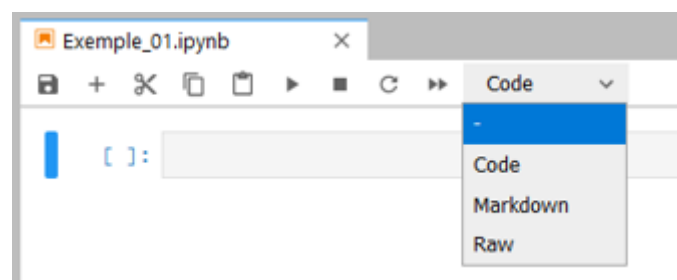 Exemple_01.ipynb
Code
-
[ ]:
Code
Markdown
Raw